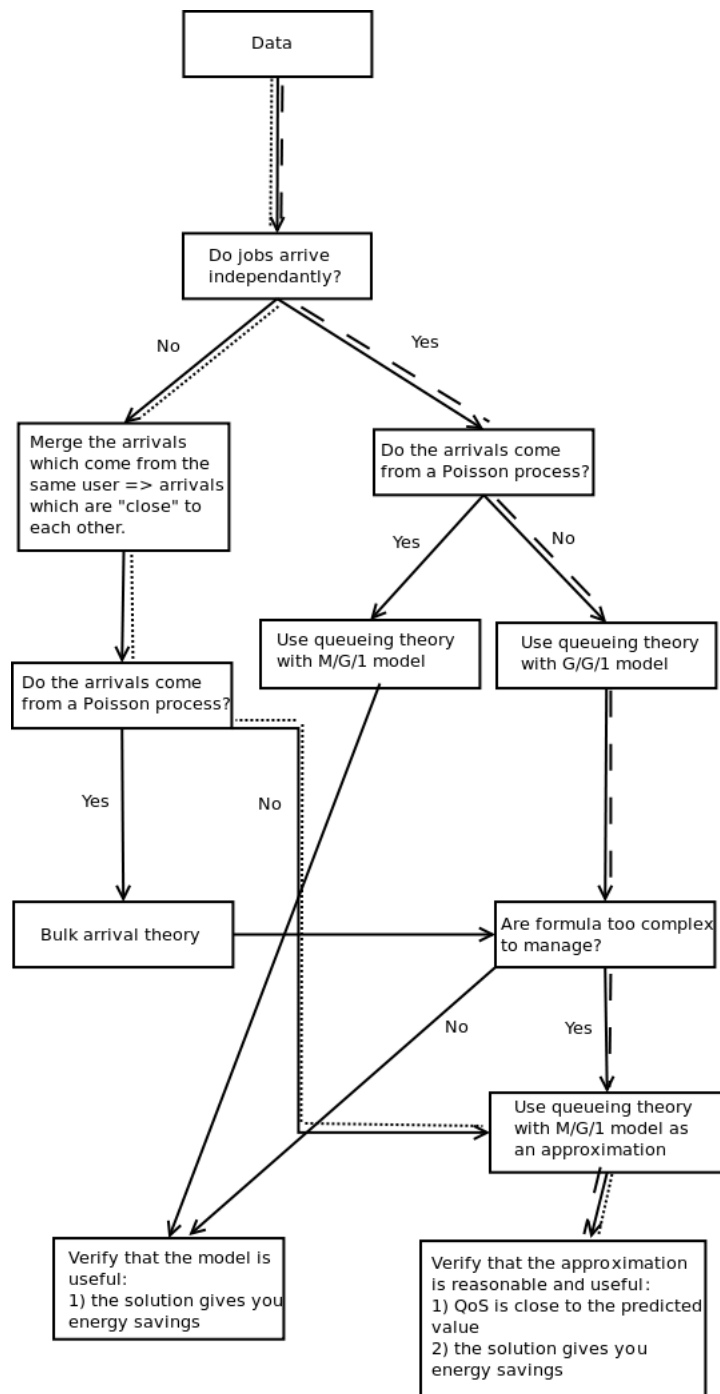 Data
Do jobs arrive
independantly?
No
Yes
Merge the arrivals
which come from the
same user => arrivals
which are "close" to
each other.
Do the arrivals come
from a Poisson process?
Yes
No
Use queueing theory
with M/G/1 model
Use queueing theory
with G/G/1 model
Do the arrivals come
from a Poisson process?
Yes
No
Bulk arrival theory
Are formula too complex
to manage?
No
Yes
Use queueing theory
with M/G/1 model as
an approximation
Verify that the model is
useful:
1) the solution gives you
energy savings
Verify that the approximation
is reasonable and useful:
1) QoS is close to the predicted
value
2) the solution gives you
energy savings